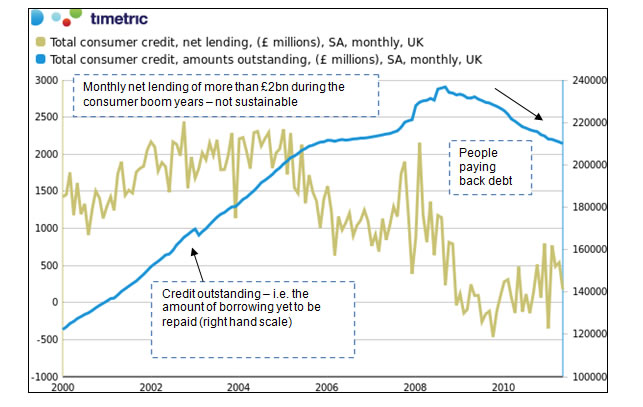 timetric
Total consumer credit, net lending, (£ millions), SA, monthly, UK
Total consumer credit, amounts outstanding, (£ millions), SA, monthly, UK
3000
2500
2000
1500
1000
500
0
-500
-1000
240000
220000
200000
180000
160000
140000
120000
100000
Monthly net lending of more than £2bn during the
consumer boom years – not sustainable
People
paying
back debt
Credit outstanding – i.e. the
amount of borrowing yet to be
repaid (right hand scale)
2000 2002 2004 2006 2008 2010